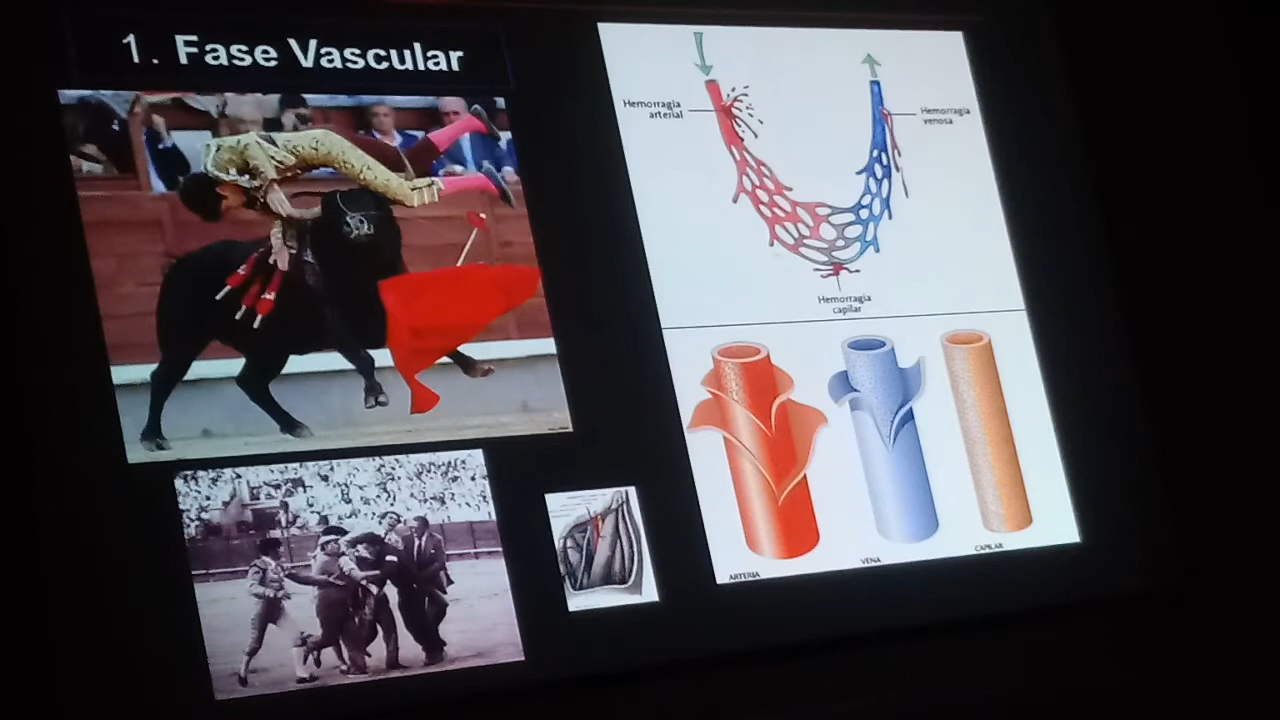 1. Fase Vascular
Hemorragia
arterial
Hemorragia
venosa
Hemorragia
capilar
ARTERIA
VENA
CAPILAR